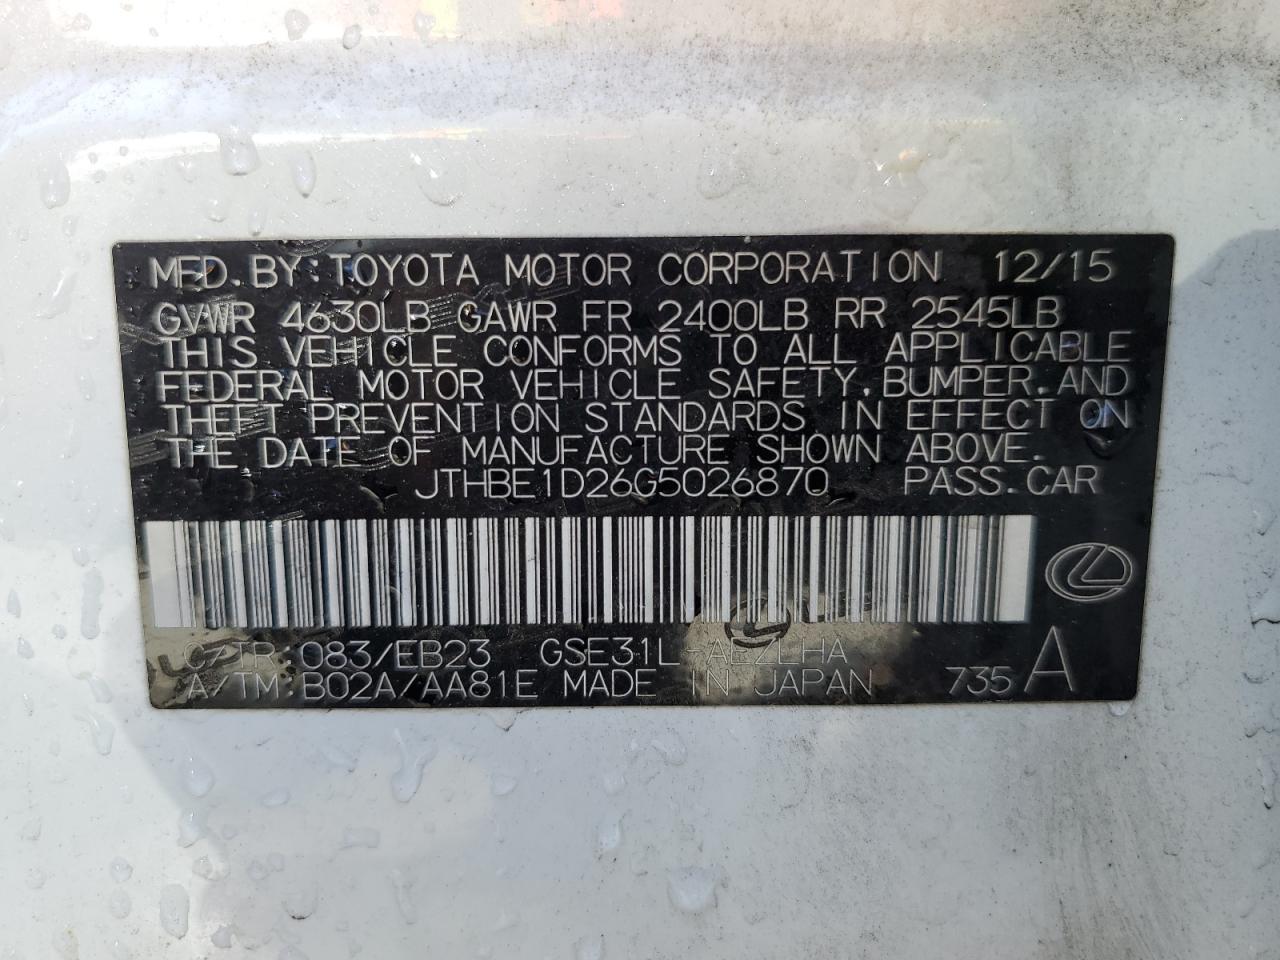 MFD.BY:TOYOTA MOTOR CORPORATION 12/15
GVWR 4630LB GAWR FR 2400LB RR 2545LB
THIS VEHICLE CONFORMS TO ALL APPLICABLE
FEDERAL MOTOR VEHICLE SAFETY,BUMPER,AND
THEFT PREVENTION STANDARDS IN EFFECT ON
THE DATE OF MANUFACTURE SHOWN ABOVE.
JTHBE1D26G5026870 PASS.CAR
C/TR:083/EB23 GSE31L-AEZLHA
A/TM:B02A/AA81E MADE IN JAPAN 735 A